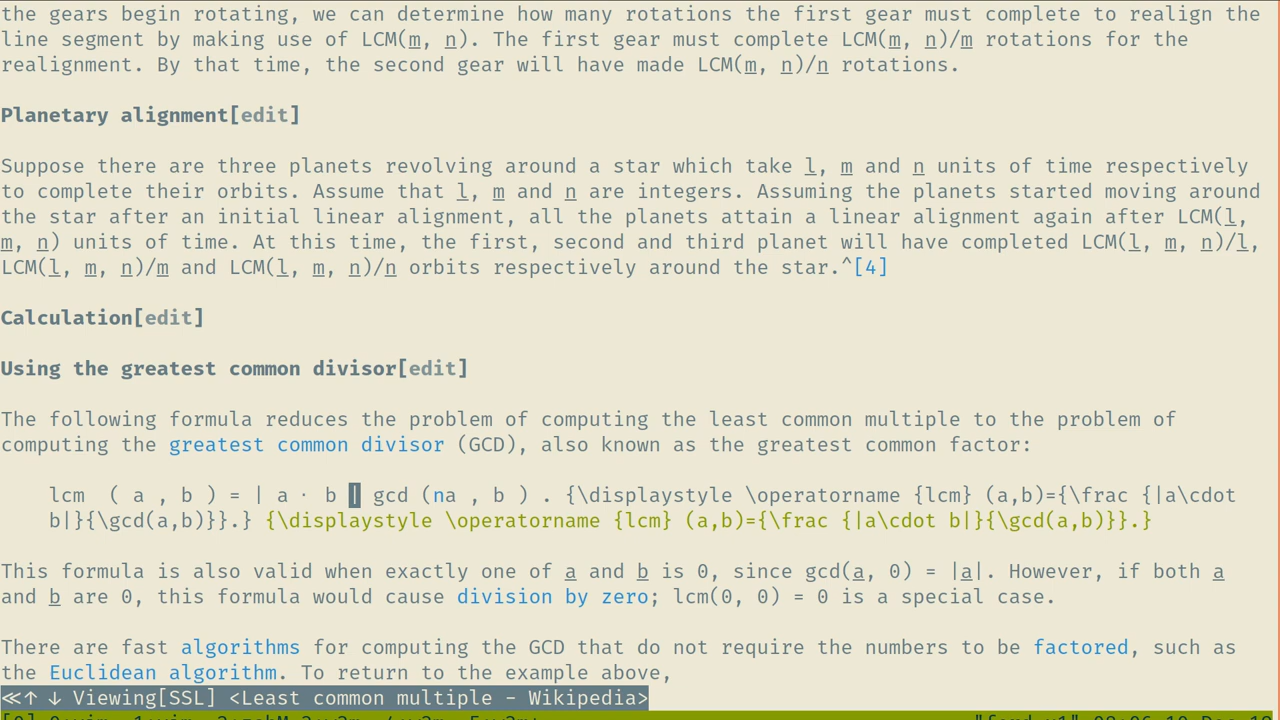 the gears begin rotating, we can determine how many rotations the first gear must complete to realign the
line segment by making use of LCM(m, n). The first gear must complete LCM(m, n)/m rotations for the
realignment. By that time, the second gear will have made LCM(m, n)/n rotations.
Planetary alignment[edit]
Suppose there are three planets revolving around a star which take l, m and n units of time respectively
to complete their orbits. Assume that l, m and n are integers. Assuming the planets started moving around
the star after an initial linear alignment, all the planets attain a linear alignment again after LCM(l,
m, n) units of time. At this time, the first, second and third planet will have completed LCM(l, m, n)/l,
LCM(l, m, n)/m and LCM(l, m, n)/n orbits respectively around the star.^[4]
Calculation[edit]
Using the greatest common divisor[edit]
The following formula reduces the problem of computing the least common multiple to the problem of
computing the greatest common divisor (GCD), also known as the greatest common factor:
lcm ( a , b ) = | a ⋅ b | gcd (na , b ) . {\displaystyle \operatorname {lcm} (a,b)={\frac {|a\cdot
b|}{\gcd(a,b)}}.} {\displaystyle \operatorname {lcm} (a,b)={\frac {|a\cdot b|}{\gcd(a,b)}}.}
This formula is also valid when exactly one of a and b is 0, since gcd(a, 0) = |a|. However, if both a
and b are 0, this formula would cause division by zero; lcm(0, 0) = 0 is a special case.
There are fast algorithms for computing the GCD that do not require the numbers to be factored, such as
the Euclidean algorithm. To return to the example above,
≪↑ ↓ Viewing[SSL] <Least common multiple - Wikipedia>